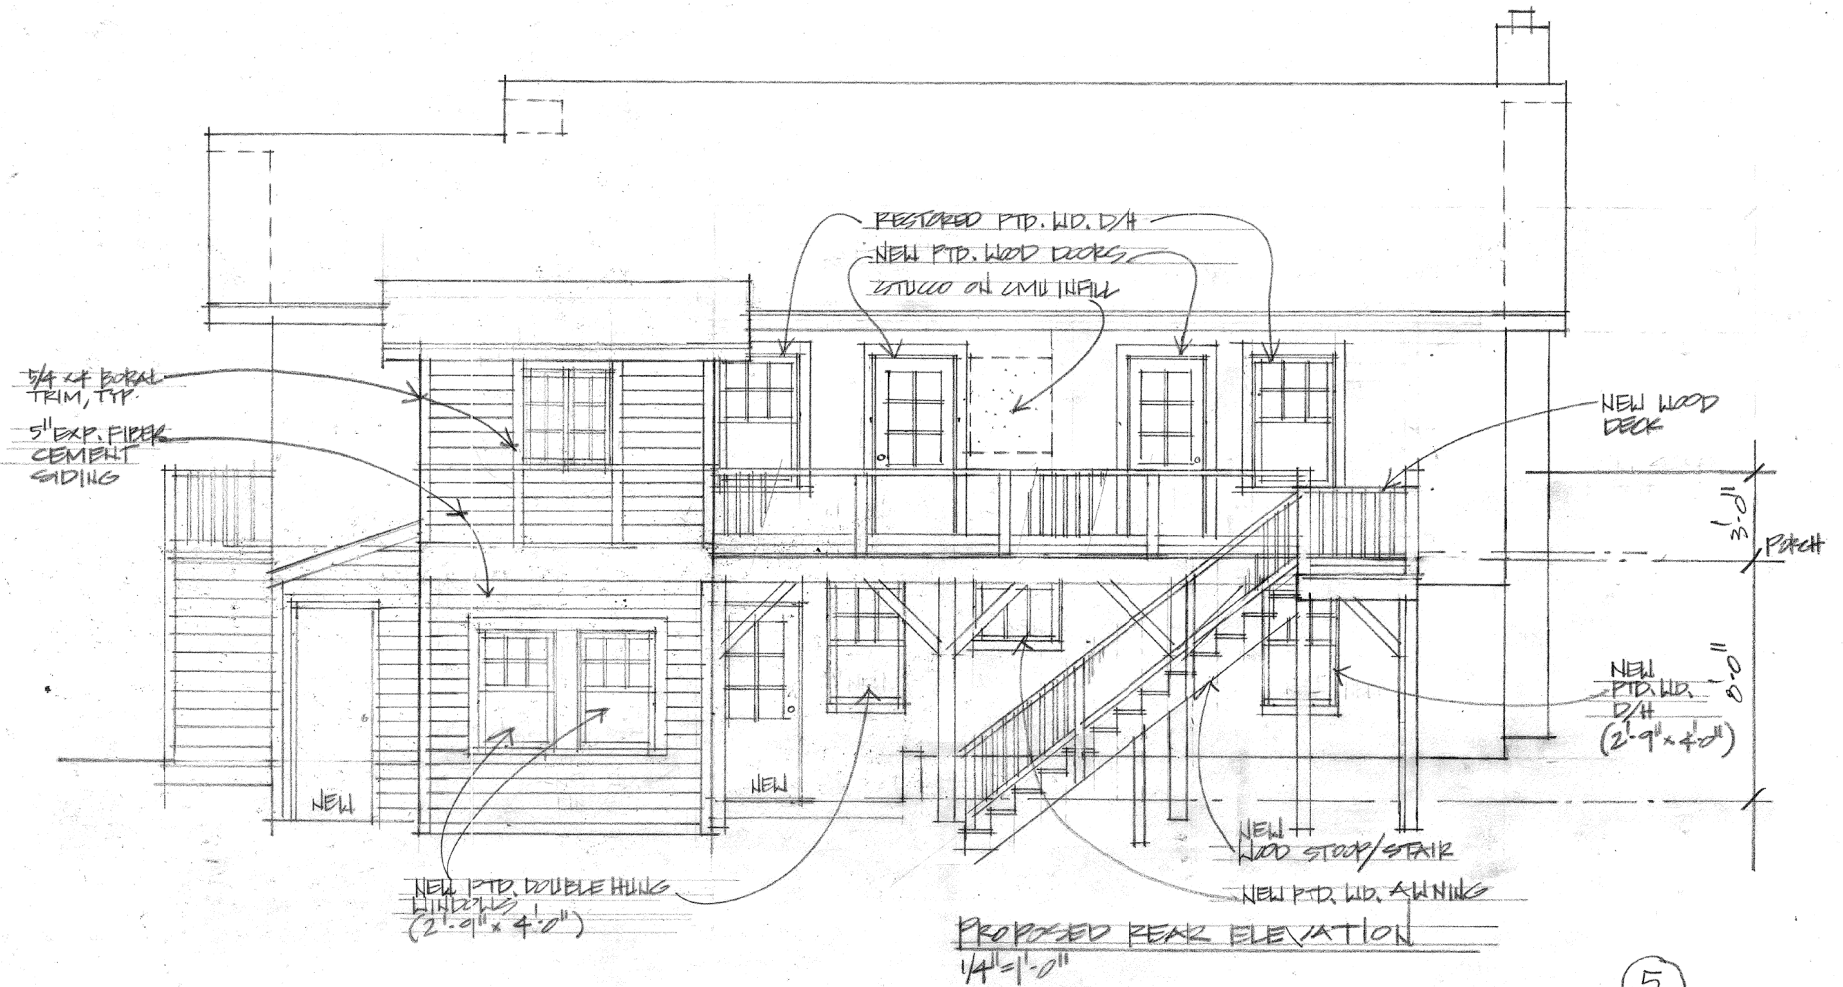 RESTORED PTD. WD. D/H
NEW PTD. WOOD DOORS
STUCCO ON CMU INFILL
5/4 x4 BORAL
TRIM, TYP.
5" EXP. FIBER
CEMENT
SIDING
NEW WOOD
DECK
3'-0"
PORCH
8'-0"
NEW
PTD. WD.
D/H
(2'-9" x 4'-0")
NEW
NEW
NEW
WOOD STOOP/STAIR
NEW PTD. DOUBLE HUNG
WINDOWS
(2'-9" x 4'-0")
NEW PTD. WD. AWNING
PROPOSED REAR ELEVATION
1/4"=1'-0"
5